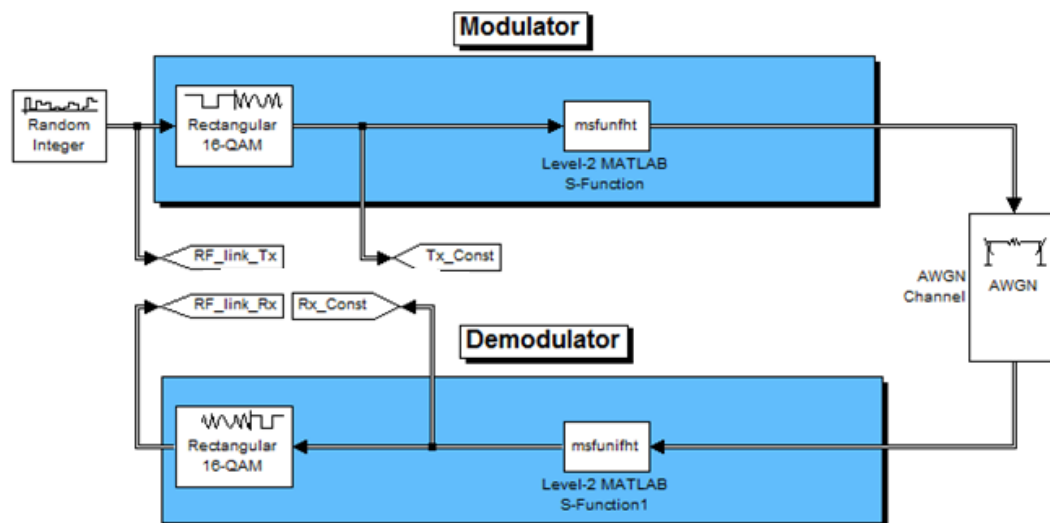 Modulator
Random
Integer
Rectangular
16-QAM
msfunfht
Level-2 MATLAB
S-Function
RF_link_Tx
Tx_Const
AWGN
Channel
AWGN
RF_link_Rx
Rx_Const
Demodulator
Rectangular
16-QAM
msfunifht
Level-2 MATLAB
S-Function1